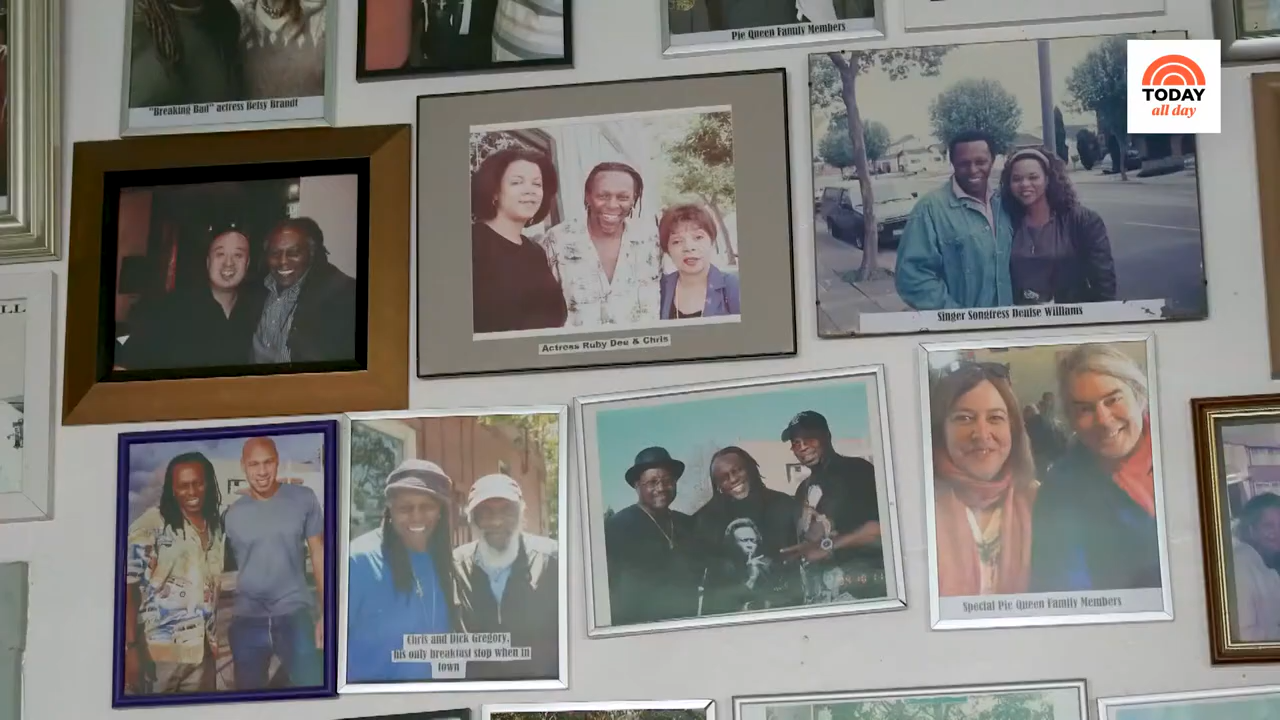 Pie Queen Family Members
"Breaking Bad" actress Betsy Brandt
TODAY
all day
Actress Ruby Dee & Chris
Singer Songtress Denise Williams
LL
Chris and Dick Gregory,
his only breakfast stop when in
town
Special Pie Queen Family Members